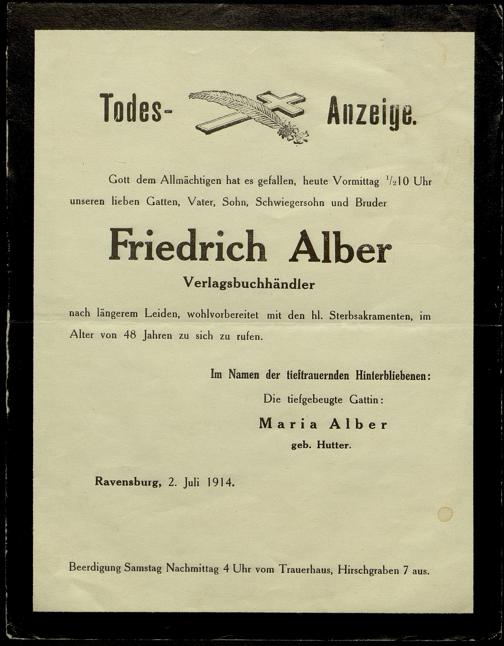 Todes- Anzeige.
Gott dem Allmächtigen hat es gefallen, heute Vormittag ½10 Uhr
unseren lieben Gatten, Vater, Sohn, Schwiegersohn und Bruder
Friedrich Alber
Verlagsbuchhändler
nach längerem Leiden, wohlvorbereitet mit den hl. Sterbsakramenten, im
Alter von 48 Jahren zu sich zu rufen.
Im Namen der tieftrauernden Hinterbliebenen:
Die tiefgebeugte Gattin:
Maria Alber
geb. Hutter.
Ravensburg, 2. Juli 1914.
Beerdigung Samstag Nachmittag 4 Uhr vom Trauerhaus, Hirschgraben 7 aus.